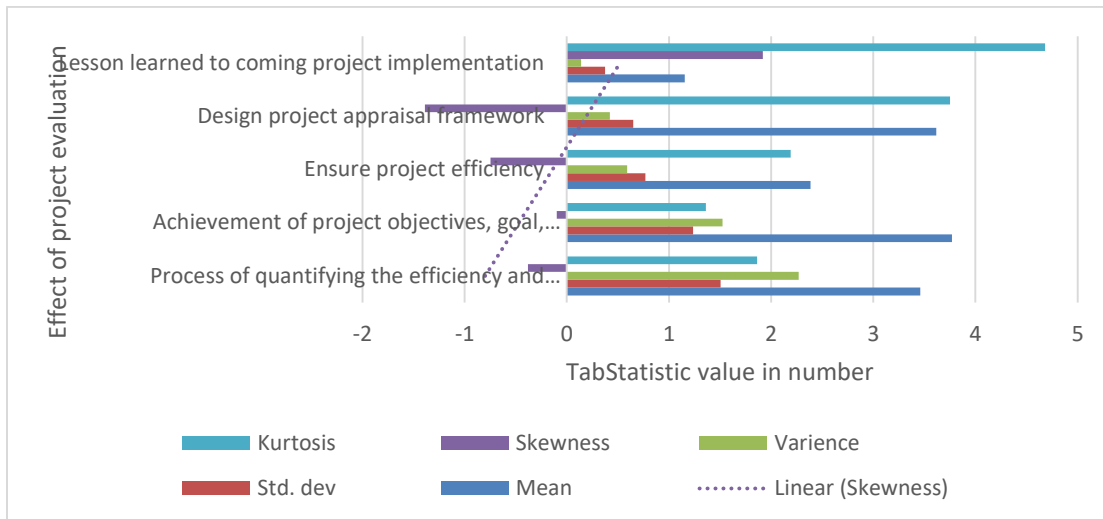 Effect of project evaluation
Lesson learned to coming project implementation
Design project appraisal framework
Ensure project efficiency
Achievement of project objectives, goal,...
Process of quantifying the efficiency and...
-2 -1 0 1 2 3 4 5
TabStatistic value in number
Kurtosis Skewness Varience
Std. dev Mean Linear (Skewness)